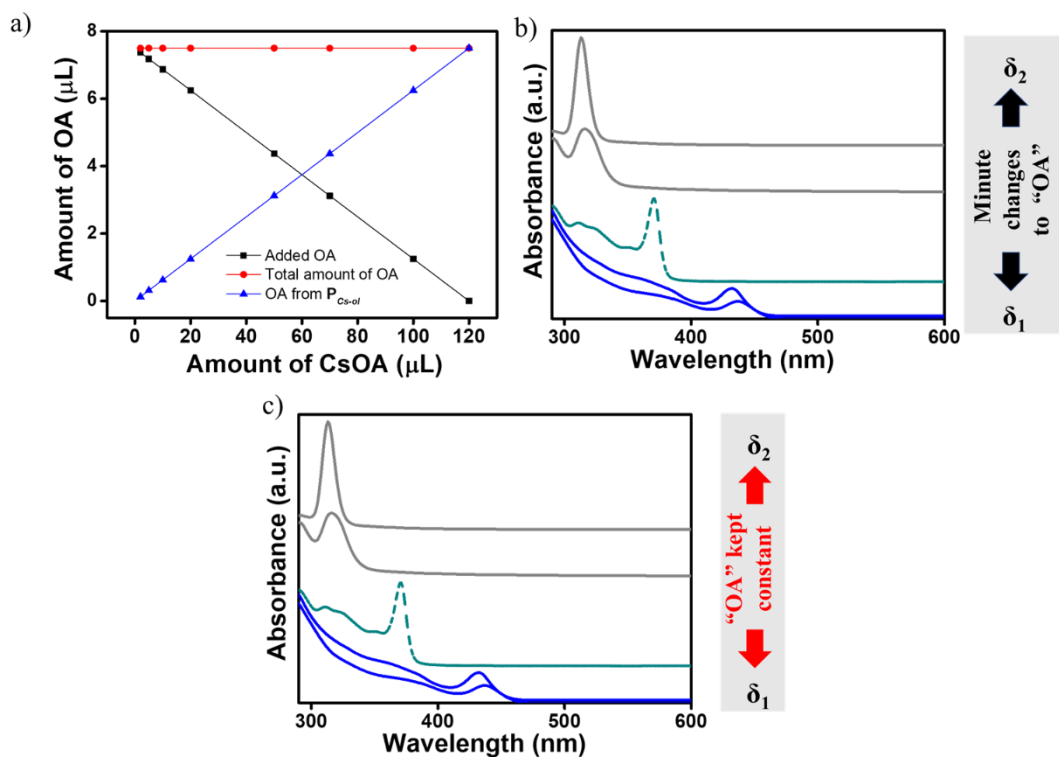 a)
Amount of OA (μL)
8
6
4
2
0
Added OA
Total amount of OA
OA from P_Cs-ol
0 20 40 60 80 100 120
Amount of CsOA (μL)
b)
Absorbance (a.u.)
300 400 500 600
Wavelength (nm)
δ₂
Minute
changes
to “OA”
δ₁
c)
Absorbance (a.u.)
300 400 500 600
Wavelength (nm)
δ₂
“OA” kept
constant
δ₁